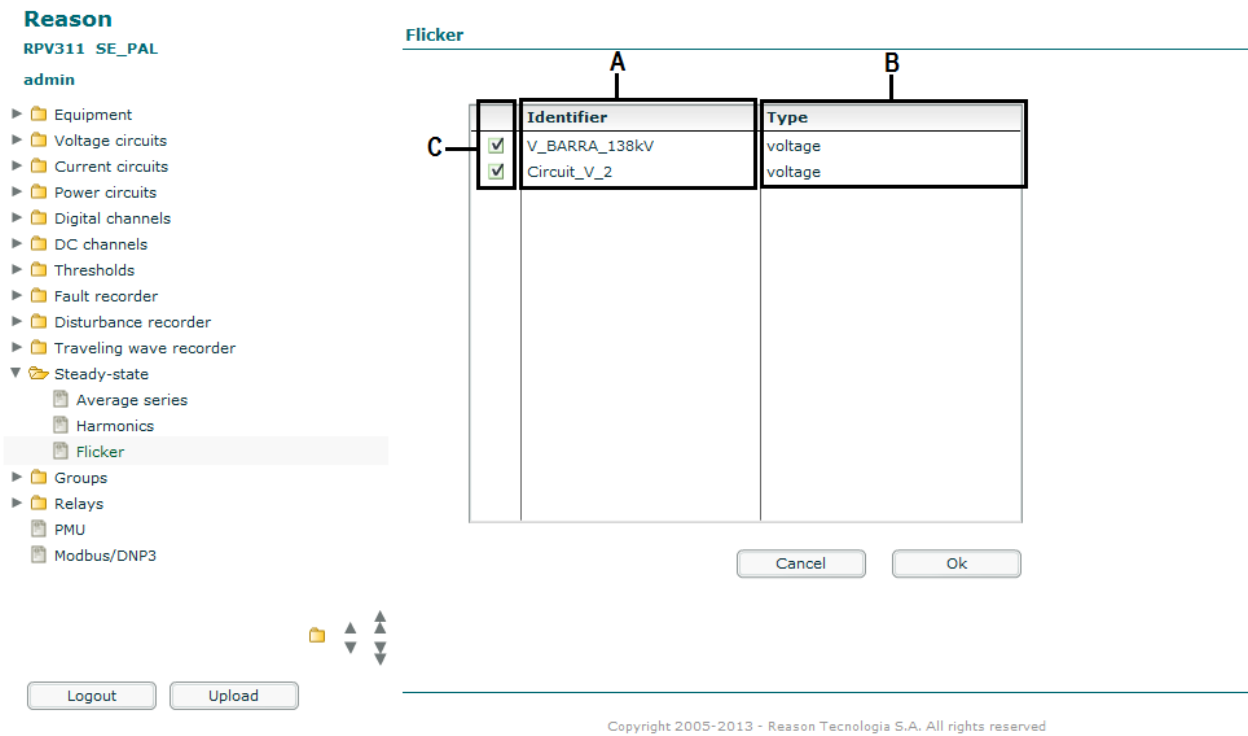 Reason
RPV311 SE_PAL
admin
Equipment
Voltage circuits
Current circuits
Power circuits
Digital channels
DC channels
Thresholds
Fault recorder
Disturbance recorder
Traveling wave recorder
Steady-state
Average series
Harmonics
Flicker
Groups
Relays
PMU
Modbus/DNP3
Logout Upload
Flicker
A B
Identifier Type
C
V_BARRA_138kV voltage
Circuit_V_2 voltage
Cancel Ok
Copyright 2005-2013 - Reason Tecnologia S.A. All rights reserved